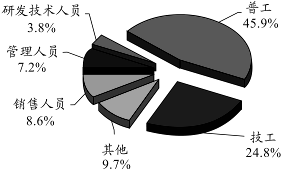 研发技术人员
3.8%
管理人员
7.2%
销售人员
8.6%
其他
9.7%
普工
45.9%
技工
24.8%